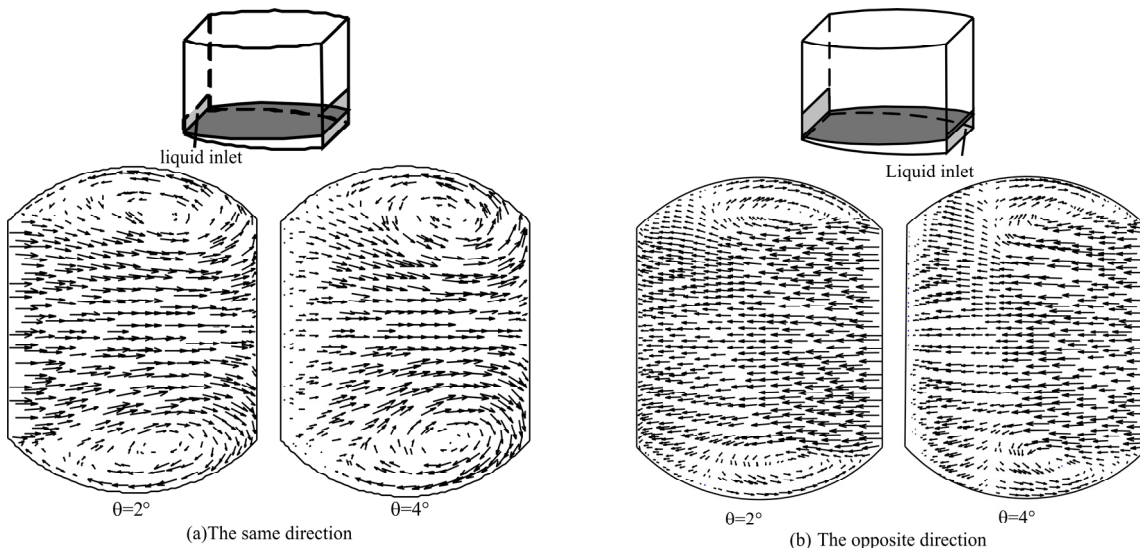 liquid inlet
θ=2°
θ=4°
(a)The same direction
Liquid inlet
θ=2°
θ=4°
(b) The opposite direction